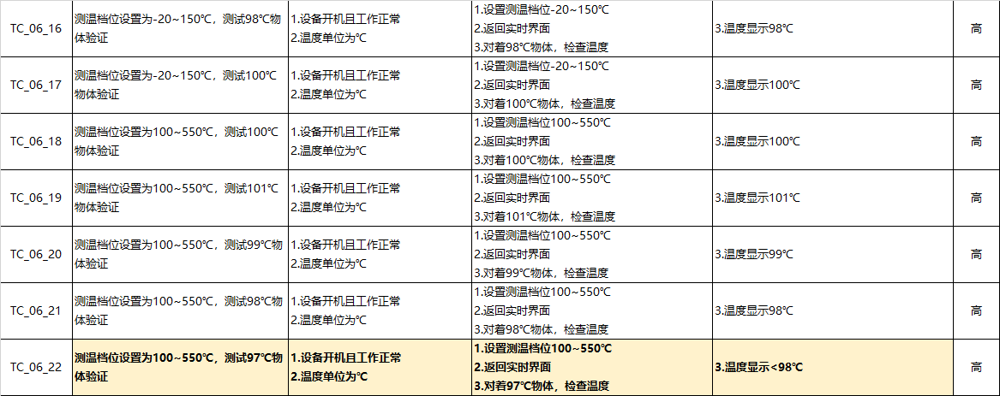 TC_06_16
测温档位设置为-20~150℃，测试98℃物
体验证
1.设备开机且工作正常
2.温度单位为℃
1.设置测温档位-20~150℃
2.返回实时界面
3.对着98℃物体，检查温度
3.温度显示98℃
高
TC_06_17
测温档位设置为-20~150℃，测试100℃
物体验证
1.设备开机且工作正常
2.温度单位为℃
1.设置测温档位-20~150℃
2.返回实时界面
3.对着100℃物体，检查温度
3.温度显示100℃
高
TC_06_18
测温档位设置为100~550℃，测试100℃
物体验证
1.设备开机且工作正常
2.温度单位为℃
1.设置测温档位100~550℃
2.返回实时界面
3.对着100℃物体，检查温度
3.温度显示100℃
高
TC_06_19
测温档位设置为100~550℃，测试101℃
物体验证
1.设备开机且工作正常
2.温度单位为℃
1.设置测温档位100~550℃
2.返回实时界面
3.对着101℃物体，检查温度
3.温度显示101℃
高
TC_06_20
测温档位设置为100~550℃，测试99℃物
体验证
1.设备开机且工作正常
2.温度单位为℃
1.设置测温档位100~550℃
2.返回实时界面
3.对着99℃物体，检查温度
3.温度显示99℃
高
TC_06_21
测温档位设置为100~550℃，测试98℃物
体验证
1.设备开机且工作正常
2.温度单位为℃
1.设置测温档位100~550℃
2.返回实时界面
3.对着98℃物体，检查温度
3.温度显示98℃
高
TC_06_22
测温档位设置为100~550℃，测试97℃物
体验证
1.设备开机且工作正常
2.温度单位为℃
1.设置测温档位100~550℃
2.返回实时界面
3.对着97℃物体，检查温度
3.温度显示<98℃
高